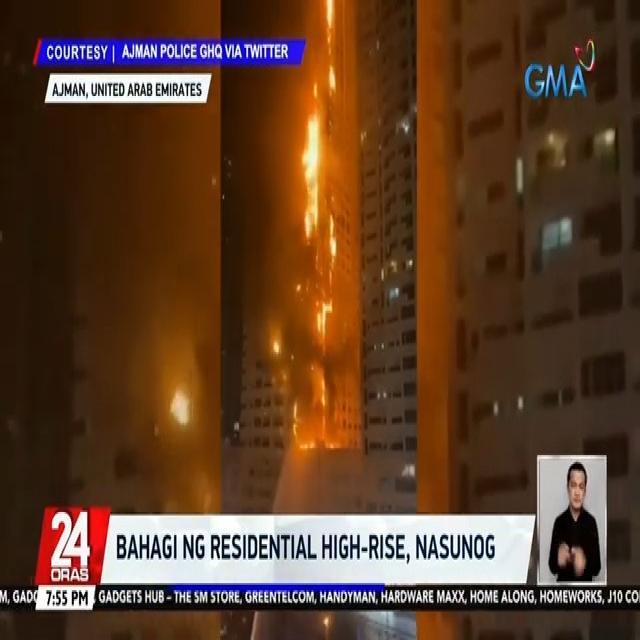 COURTESY | AJMAN POLICE GHQ VIA TWITTER
GMA
AJMAN, UNITED ARAB EMIRATES
24 ORAS
BAHAGI NG RESIDENTIAL HIGH-RISE, NASUNOG
7:55 PM
GADGETS HUB – THE SM STORE, GREENTELCOM, HANDYMAN, HARDWARE MAXX, HOME ALONG, HOMEWORKS, J10